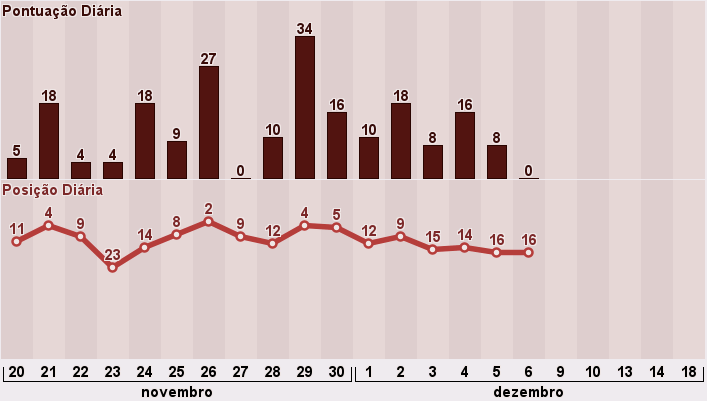 Pontuação Diária
5 18 4 4 18 9 27 0 10 34 16 10 18 8 16 8 0
Posição Diária
11 4 9 23 14 8 2 9 12 4 5 12 9 15 14 16 16
20 21 22 23 24 25 26 27 28 29 30 1 2 3 4 5 6 9 10 13 14 18
novembro dezembro